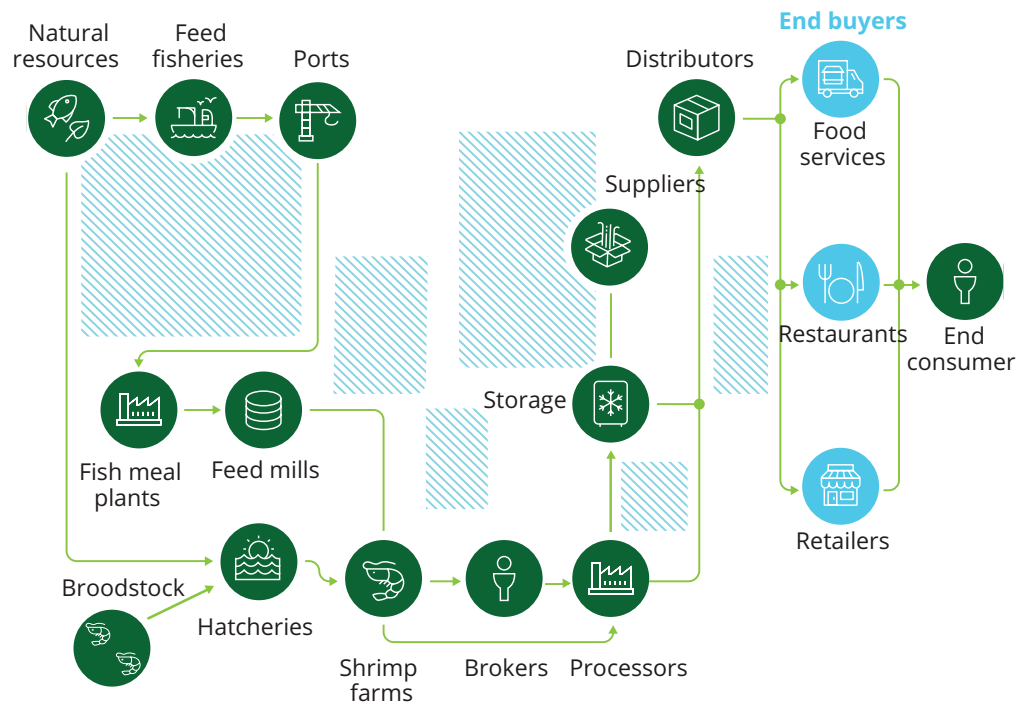 End buyers
Natural
resources
Feed
fisheries
Ports
Distributors
Food
services
Suppliers
Restaurants
End
consumer
Storage
Fish meal
plants
Feed mills
Retailers
Broodstock
Hatcheries
Shrimp
farms
Brokers
Processors